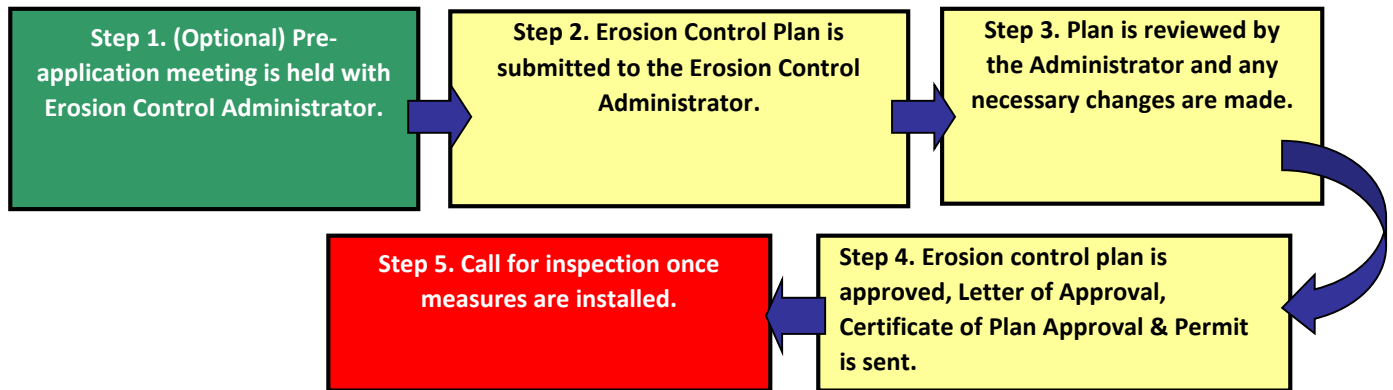 Step 1. (Optional) Pre-
application meeting is held with
Erosion Control Administrator.
Step 2. Erosion Control Plan is
submitted to the Erosion Control
Administrator.
Step 3. Plan is reviewed by
the Administrator and any
necessary changes are made.
Step 4. Erosion control plan is
approved, Letter of Approval,
Certificate of Plan Approval & Permit
is sent.
Step 5. Call for inspection once
measures are installed.